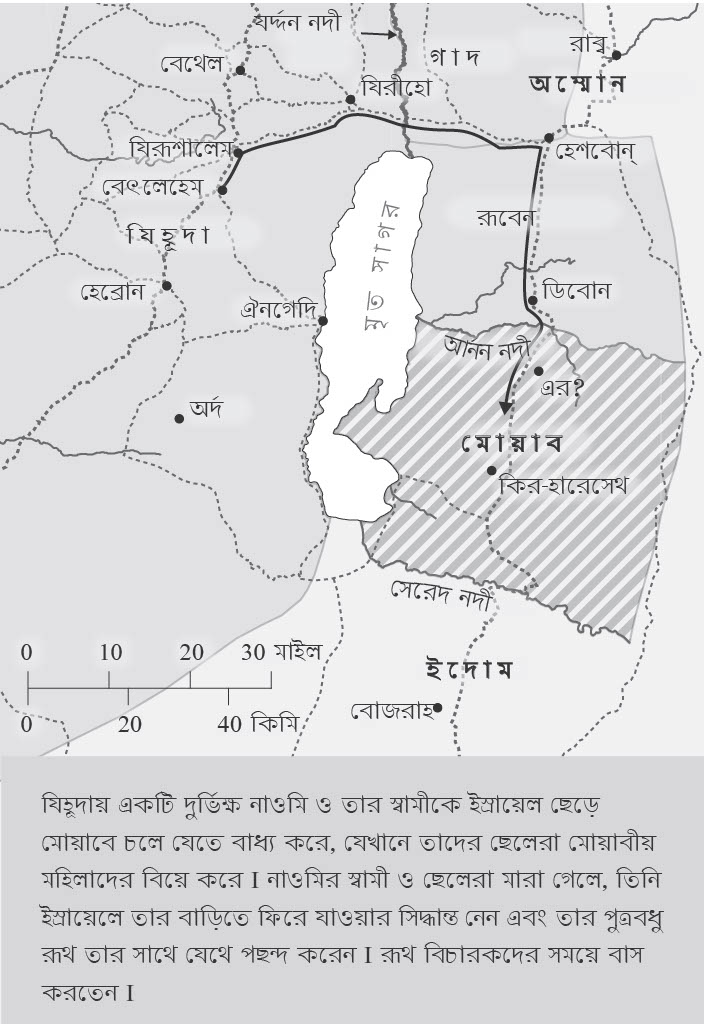 যর্দ্দন নদী
গাদ
রাব্ব
বেথেল
অম্মোন
যিরীহো
যিরূশালেম
হেশবোন্
বেৎলেহেম
রূবেন
যিহূদা
মৃত সাগর
হেব্রোন
ডিবোন
ঐনগেদি
আর্নন নদী
এর?
অর্দ
মোয়াব
কির-হারেসেথ
সেরেদ নদী
0 10 20 30 মাইল
ইদোম
বোজরাহ
0 20 40 কিমি
যিহূদায় একটি দুর্ভিক্ষ নাওমি ও তার স্বামীকে ইস্রায়েল ছেড়ে
মোয়াবে চলে যেতে বাধ্য করে, যেখানে তাদের ছেলেরা মোয়াবীয়
মহিলাদের বিয়ে করে I নাওমির স্বামী ও ছেলেরা মারা গেলে, তিনি
ইস্রায়েলে তার বাড়িতে ফিরে যাওয়ার সিদ্ধান্ত নেন এবং তার পুত্রবধু
রূথ তার সাথে যেথে পছন্দ করেন I রূথ বিচারকদের সময়ে বাস
করতেন I